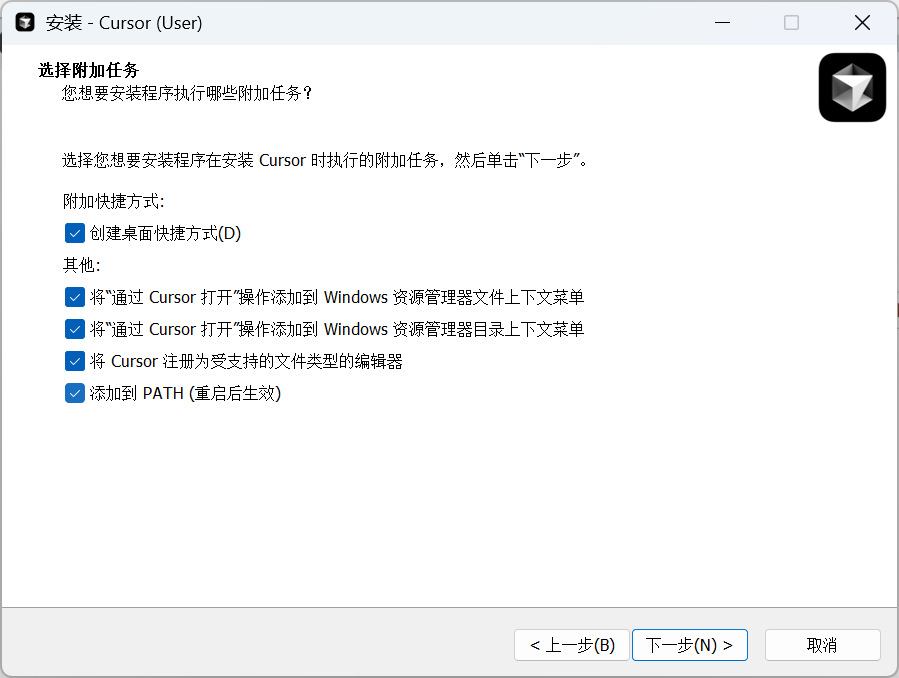 安装 - Cursor (User)
选择附加任务
您想要安装程序执行哪些附加任务？
选择您想要安装程序在安装 Cursor 时执行的附加任务，然后单击“下一步”。
附加快捷方式:
创建桌面快捷方式(D)
其他:
将“通过 Cursor 打开”操作添加到 Windows 资源管理器文件上下文菜单
将“通过 Cursor 打开”操作添加到 Windows 资源管理器目录上下文菜单
将 Cursor 注册为受支持的文件类型的编辑器
添加到 PATH (重启后生效)
< 上一步(B) 下一步(N) > 取消